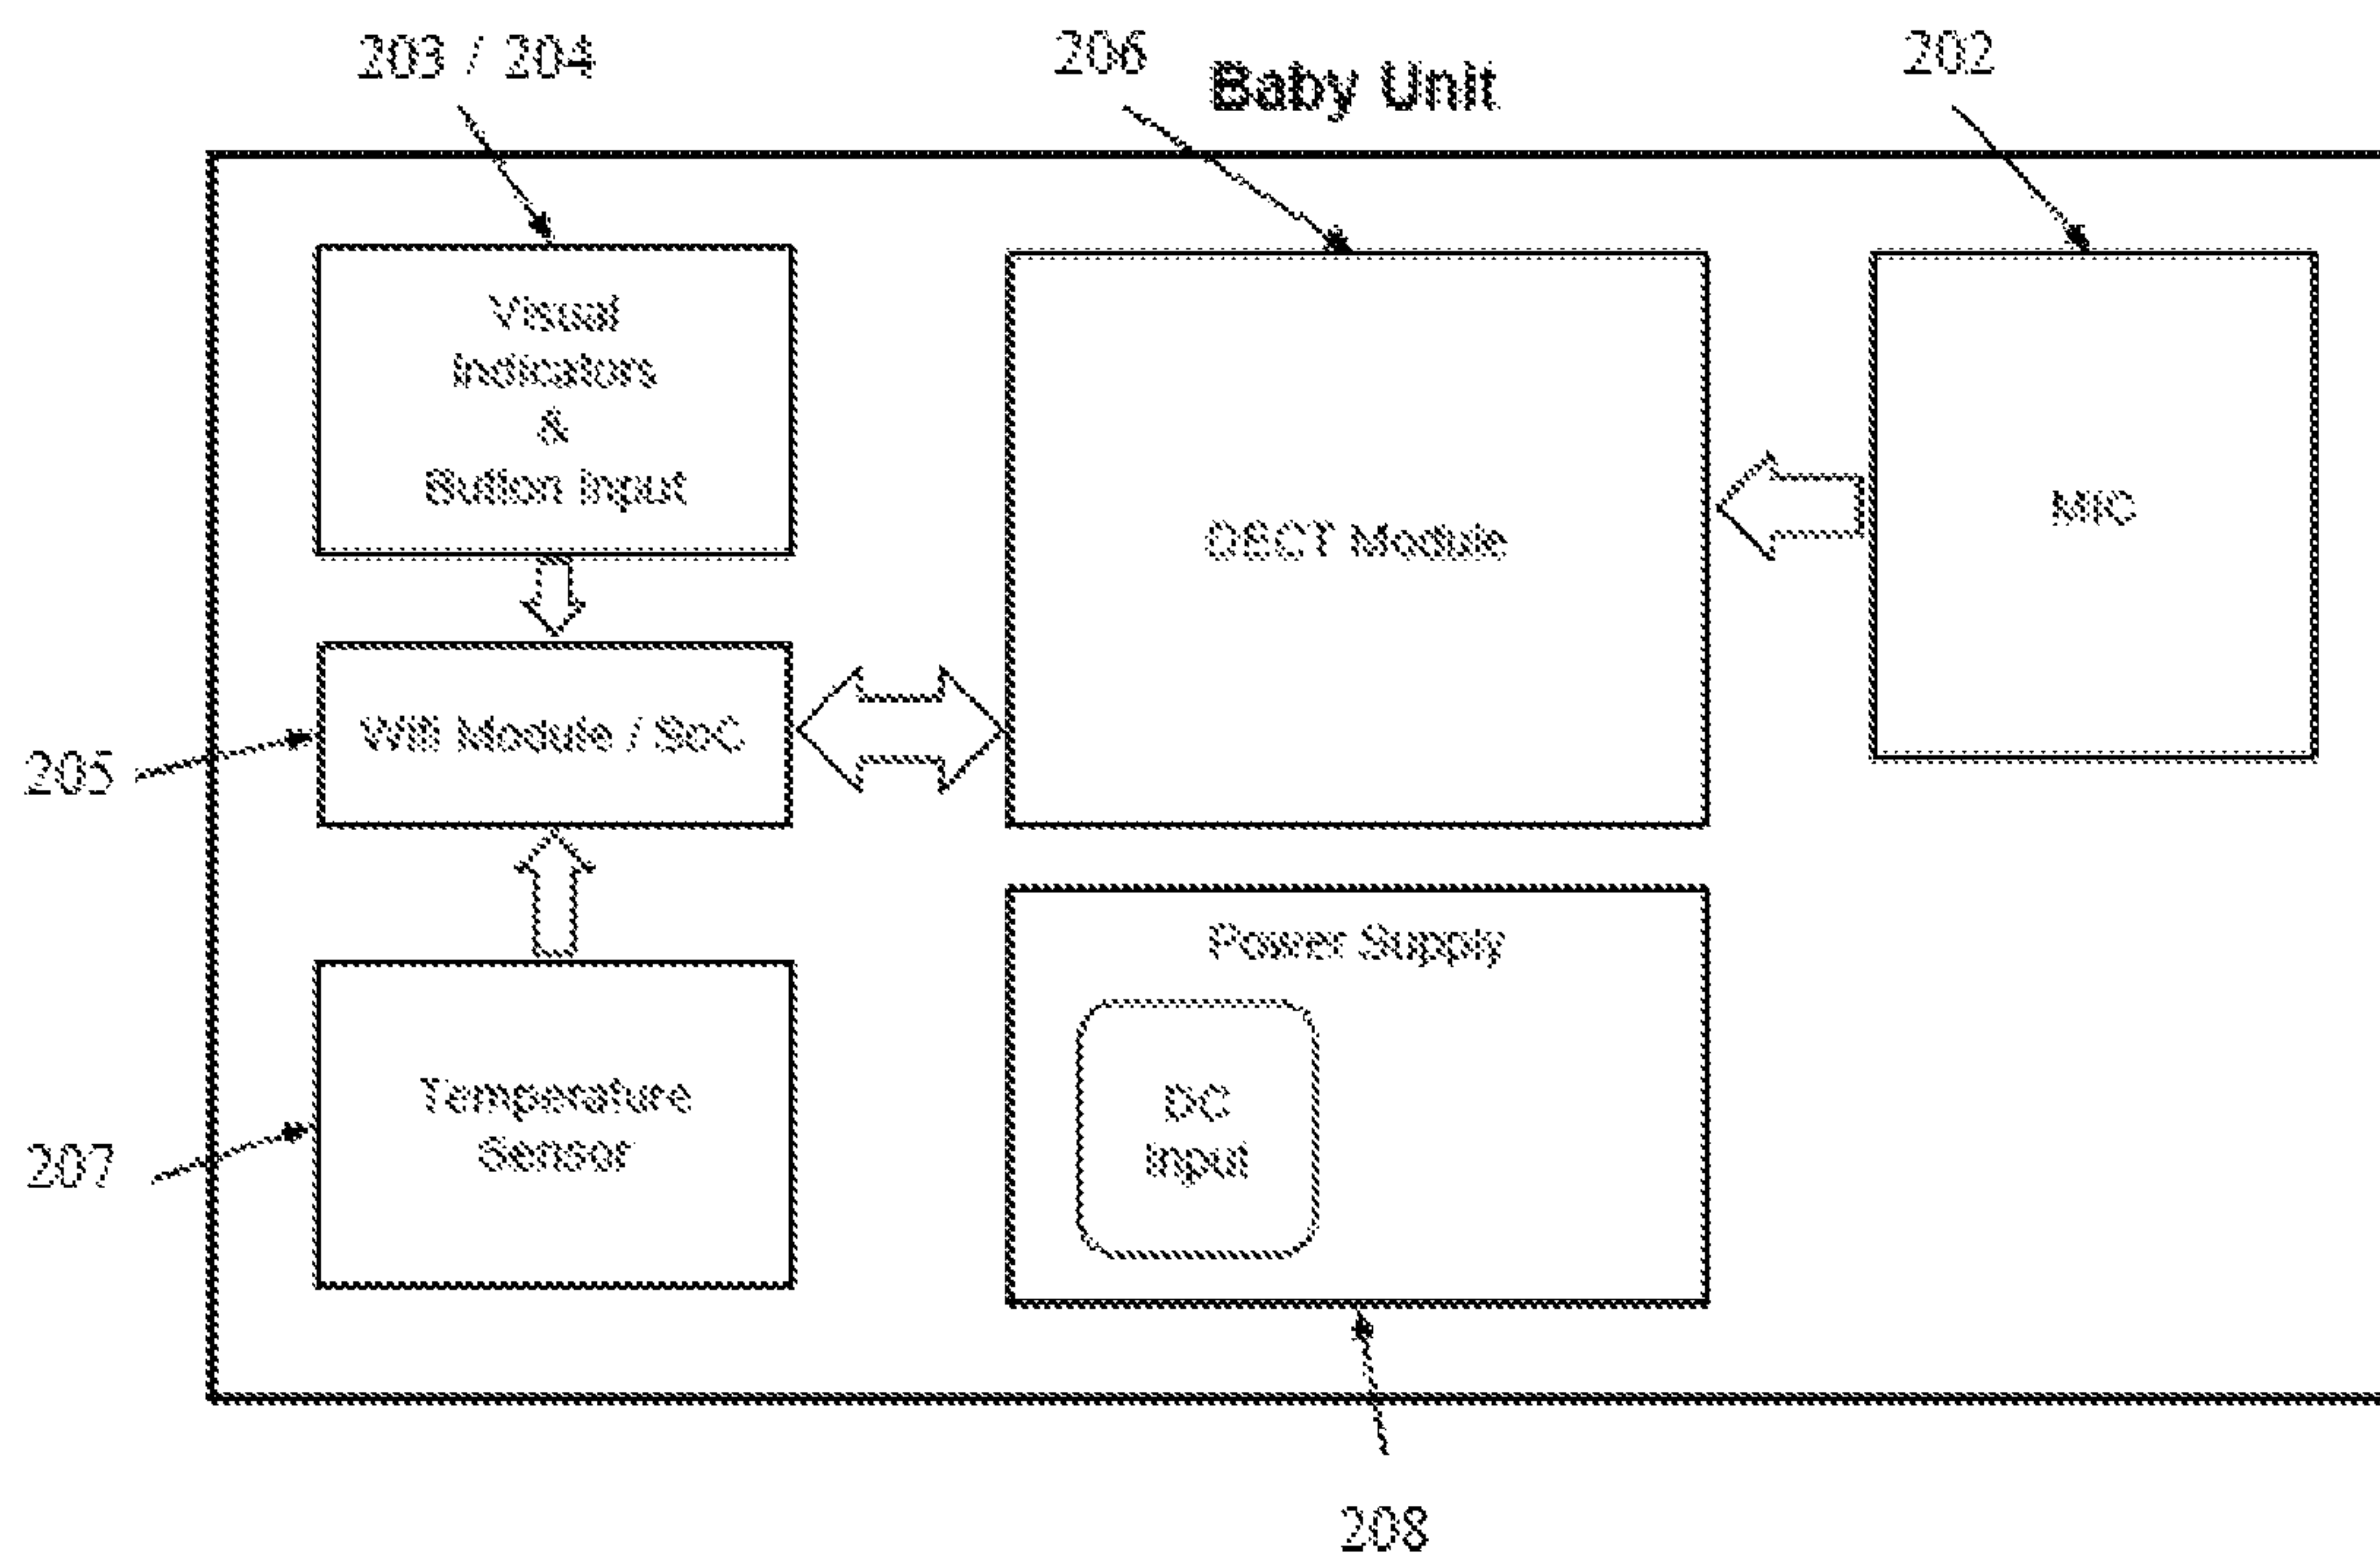 203 / 204
206
Baby Unit
202
Visual
Indicators
&
Button Input
DECT Module
MIC
Wifi Module / SoC
205
Power Supply
Temperature
Sensor
DC
Input
207
208